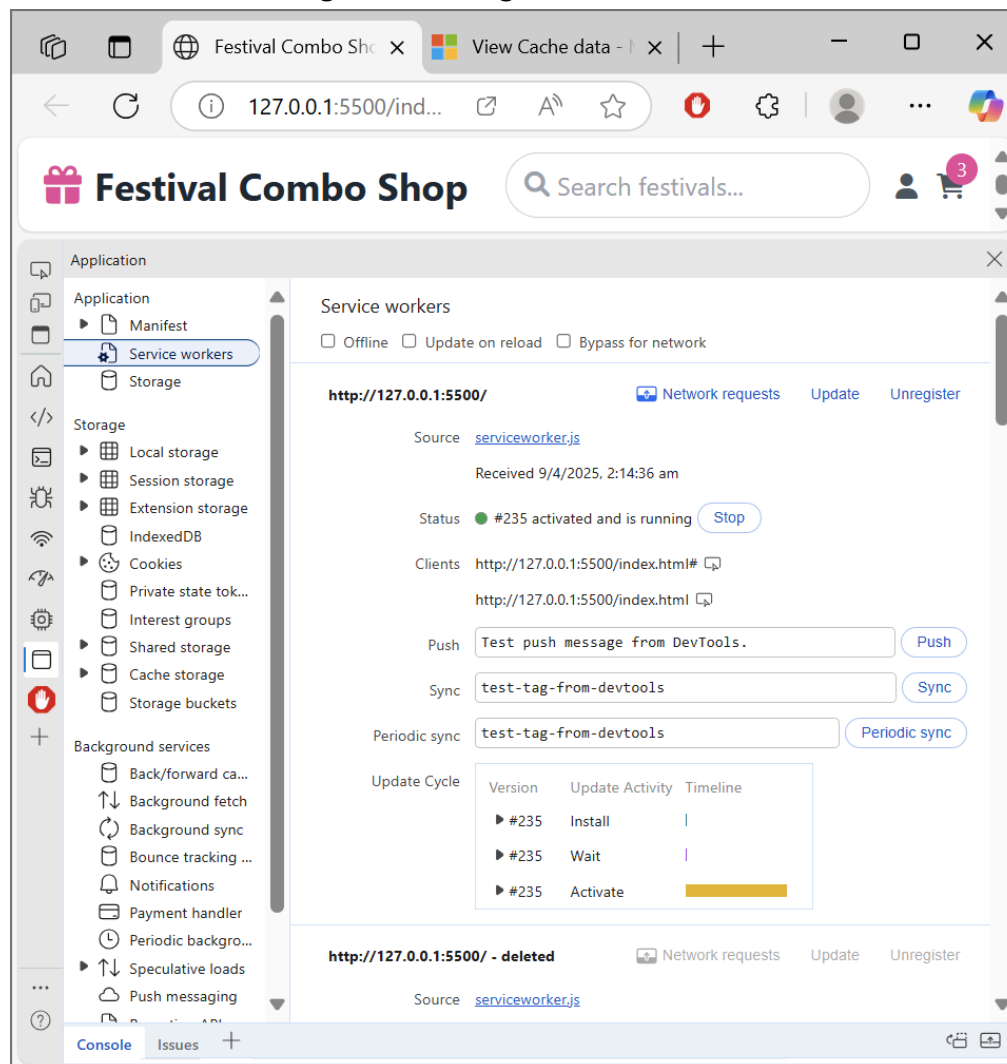 Festival Combo Sho
View Cache data - M
127.0.0.1:5500/ind...
Festival Combo Shop
Search festivals...
3
Application
Application
Manifest
Service workers
Storage
Storage
Local storage
Session storage
Extension storage
IndexedDB
Cookies
Private state tok...
Interest groups
Shared storage
Cache storage
Storage buckets
Background services
Back/forward ca...
Background fetch
Background sync
Bounce tracking ...
Notifications
Payment handler
Periodic backgro...
Speculative loads
Push messaging
Service workers
Offline Update on reload Bypass for network
http://127.0.0.1:5500/ Network requests Update Unregister
Source serviceworker.js
Received 9/4/2025, 2:14:36 am
Status #235 activated and is running Stop
Clients http://127.0.0.1:5500/index.html#
http://127.0.0.1:5500/index.html
Push Test push message from DevTools. Push
Sync test-tag-from-devtools Sync
Periodic sync test-tag-from-devtools Periodic sync
Update Cycle Version Update Activity Timeline
#235 Install
#235 Wait
#235 Activate
http://127.0.0.1:5500/ - deleted Network requests Update Unregister
Source serviceworker.js
Console Issues